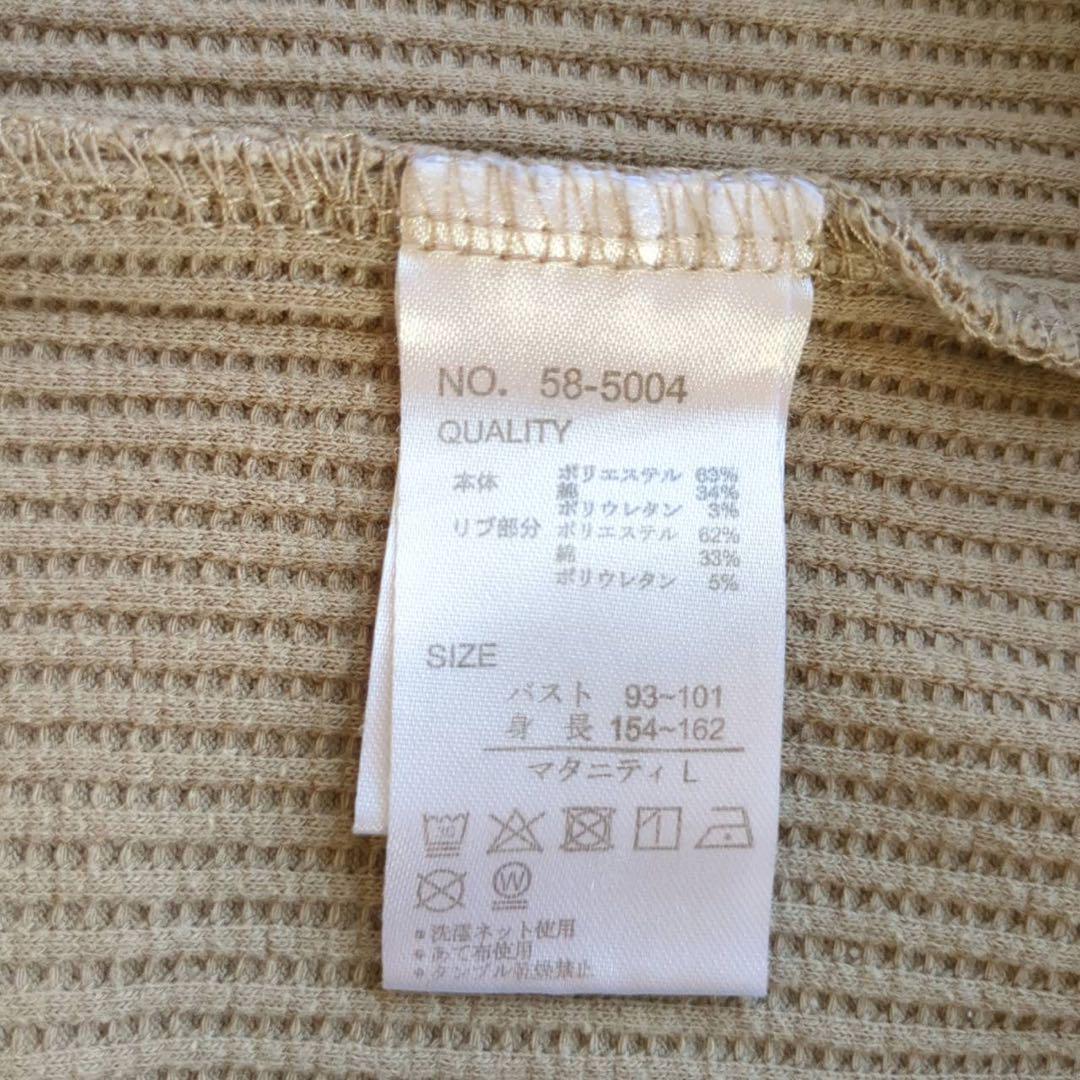 NO. 58-5004
QUALITY
本体 ポリエステル 63%
綿 34%
ポリウレタン 3%
リブ部分 ポリエステル 62%
綿 33%
ポリウレタン 5%
SIZE
バスト 93~101
身 長 154~162
マタニティ L
W
*洗濯ネット使用
*あて布使用
*タンブル乾燥禁止